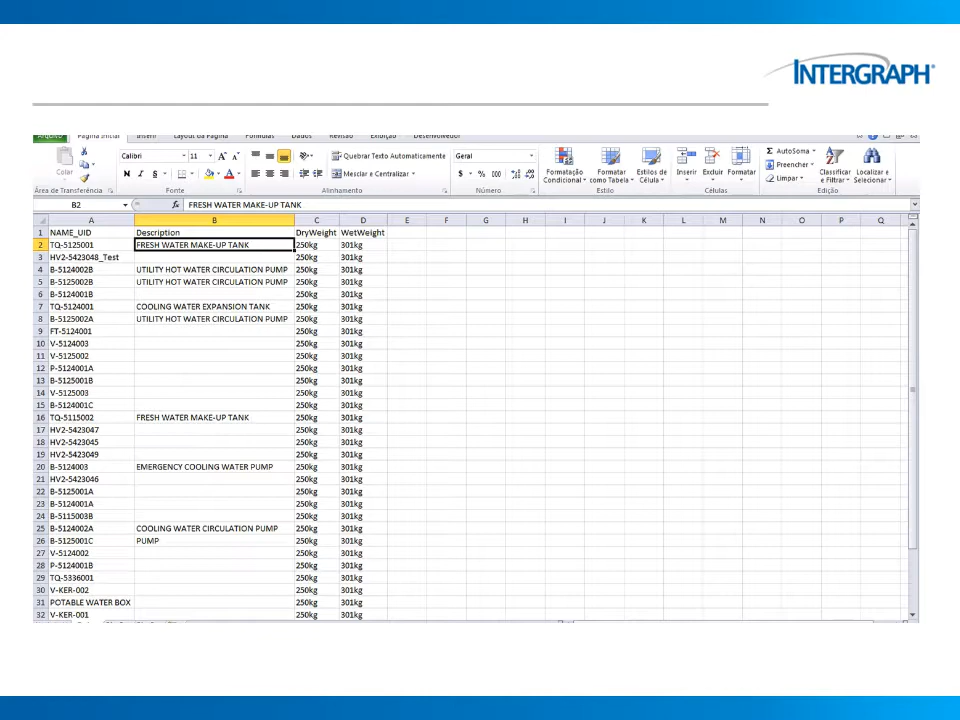 INTERGRAPH
Arquivo Página Inicial Inserir Layout da Página Fórmulas Dados Revisão Exibição Desenvolvedor
Calibri 11 Quebrar Texto Automaticamente Geral
Colar N I S A Mesclar e Centralizar $ % 000
Formatação Condicional Formatar como Tabela Estilos de Célula Inserir Excluir Formatar
Σ AutoSoma Preencher Limpar Classificar e Filtrar Localizar e Selecionar
Área de Transferência Fonte Alinhamento Número Estilo Células Edição
B2 fx FRESH WATER MAKE-UP TANK
A B C D E F G H I J K L M N O P Q
1 NAME_UID Description DryWeight WetWeight
2 TQ-5125001 FRESH WATER MAKE-UP TANK 250kg 301kg
3 HV2-5423048_Test 250kg 301kg
4 B-5124002B UTILITY HOT WATER CIRCULATION PUMP 250kg 301kg
5 B-5125002B UTILITY HOT WATER CIRCULATION PUMP 250kg 301kg
6 B-5124001B 250kg 301kg
7 TQ-5124001 COOLING WATER EXPANSION TANK 250kg 301kg
8 B-5125002A UTILITY HOT WATER CIRCULATION PUMP 250kg 301kg
9 FT-5124001 250kg 301kg
10 V-5124003 250kg 301kg
11 V-5125002 250kg 301kg
12 P-5124001A 250kg 301kg
13 B-5125001B 250kg 301kg
14 V-5125003 250kg 301kg
15 B-5124001C 250kg 301kg
16 TQ-5115002 FRESH WATER MAKE-UP TANK 250kg 301kg
17 HV2-5423047 250kg 301kg
18 HV2-5423045 250kg 301kg
19 HV2-5423049 250kg 301kg
20 B-5124003 EMERGENCY COOLING WATER PUMP 250kg 301kg
21 HV2-5423046 250kg 301kg
22 B-5125001A 250kg 301kg
23 B-5124001A 250kg 301kg
24 B-5115003B 250kg 301kg
25 B-5124002A COOLING WATER CIRCULATION PUMP 250kg 301kg
26 B-5125001C PUMP 250kg 301kg
27 V-5124002 250kg 301kg
28 P-5124001B 250kg 301kg
29 TQ-5336001 250kg 301kg
30 V-KER-002 250kg 301kg
31 POTABLE WATER BOX 250kg 301kg
32 V-KER-001 250kg 301kg